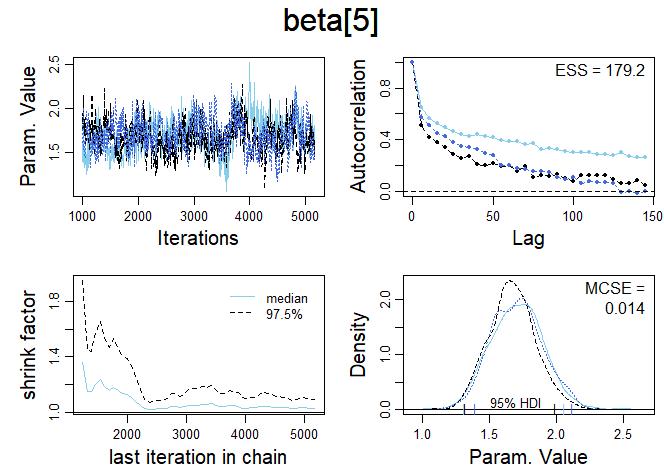 beta[5]
Param. Value
1.5 2.0 2.5
1000 2000 3000 4000 5000
Iterations
Autocorrelation
0.0 0.4 0.8
ESS = 179.2
0 50 100 150
Lag
shrink factor
1.0 1.4 1.8
median
97.5%
2000 3000 4000 5000
last iteration in chain
Density
0.0 1.0 2.0
MCSE =
0.014
95% HDI
1.0 1.5 2.0 2.5
Param. Value